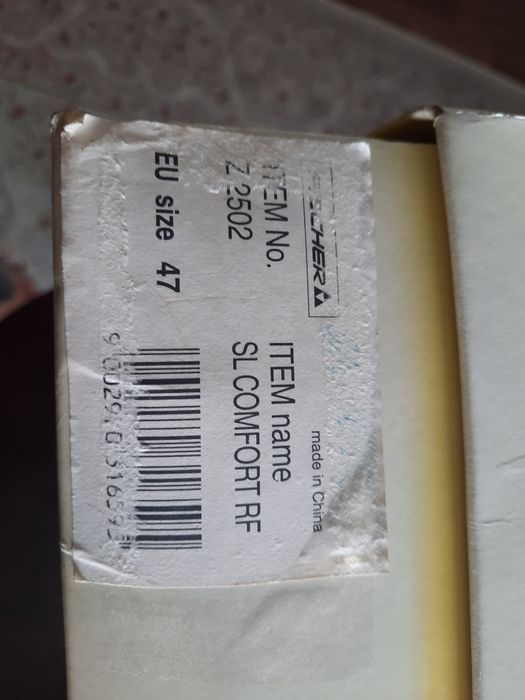 FISCHER
made in China
ITEM No.
ITEM name
Z 2502
SL COMFORT RF
EU size 47